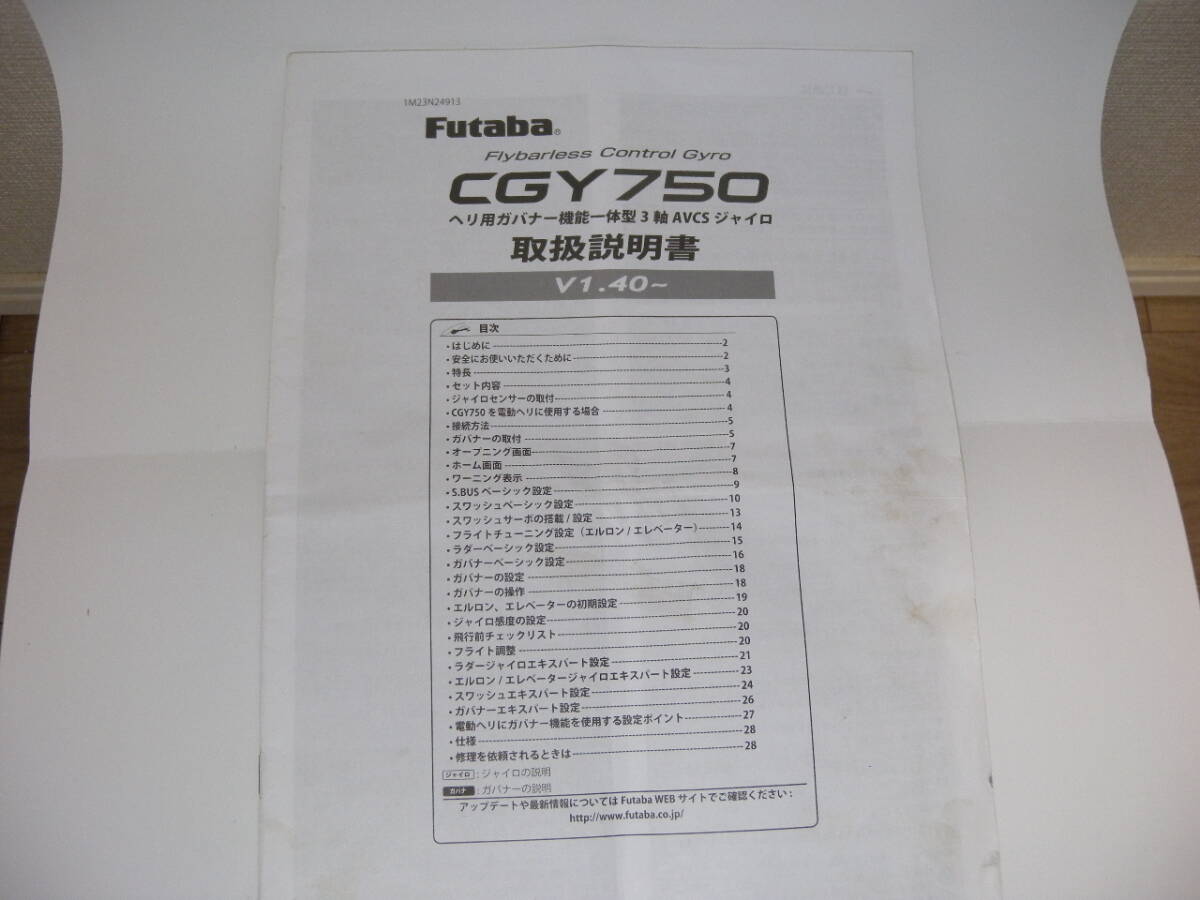 1M23N24913
Futaba®
Flybarless Control Gyro
CGY750
ヘリ用ガバナー機能一体型 3 軸 AVCS ジャイロ
取扱説明書
V1.40~
目次
・はじめに ---- 2
・安全にお使いいただくために ---- 2
・特長 ---- 3
・セット内容 ---- 4
・ジャイロセンサーの取付 ---- 4
・CGY750 を電動ヘリに使用する場合 ---- 4
・接続方法 ---- 5
・ガバナーの取付 ---- 5
・オープニング画面 ---- 7
・ホーム画面 ---- 7
・ワーニング表示 ---- 8
・S.BUS ベーシック設定 ---- 9
・スワッシュベーシック設定 ---- 10
・スワッシュサーボの搭載 / 設定 ---- 13
・フライトチューニング設定（エルロン / エレベーター） ---- 14
・ラダーベーシック設定 ---- 15
・ガバナーベーシック設定 ---- 16
・ガバナーの設定 ---- 18
・ガバナーの操作 ---- 18
・エルロン、エレベーターの初期設定 ---- 19
・ジャイロ感度の設定 ---- 20
・飛行前チェックリスト ---- 20
・フライト調整 ---- 20
・ラダージャイロエキスパート設定 ---- 21
・エルロン / エレベータージャイロエキスパート設定 ---- 23
・スワッシュエキスパート設定 ---- 24
・ガバナーエキスパート設定 ---- 26
・電動ヘリにガバナー機能を使用する設定ポイント ---- 27
・仕様 ---- 28
・修理を依頼されるときは ---- 28
ジャイロ : ジャイロの説明
ガバナ : ガバナーの説明
アップデートや最新情報については Futaba WEB サイトでご確認ください :
http://www.futaba.co.jp/